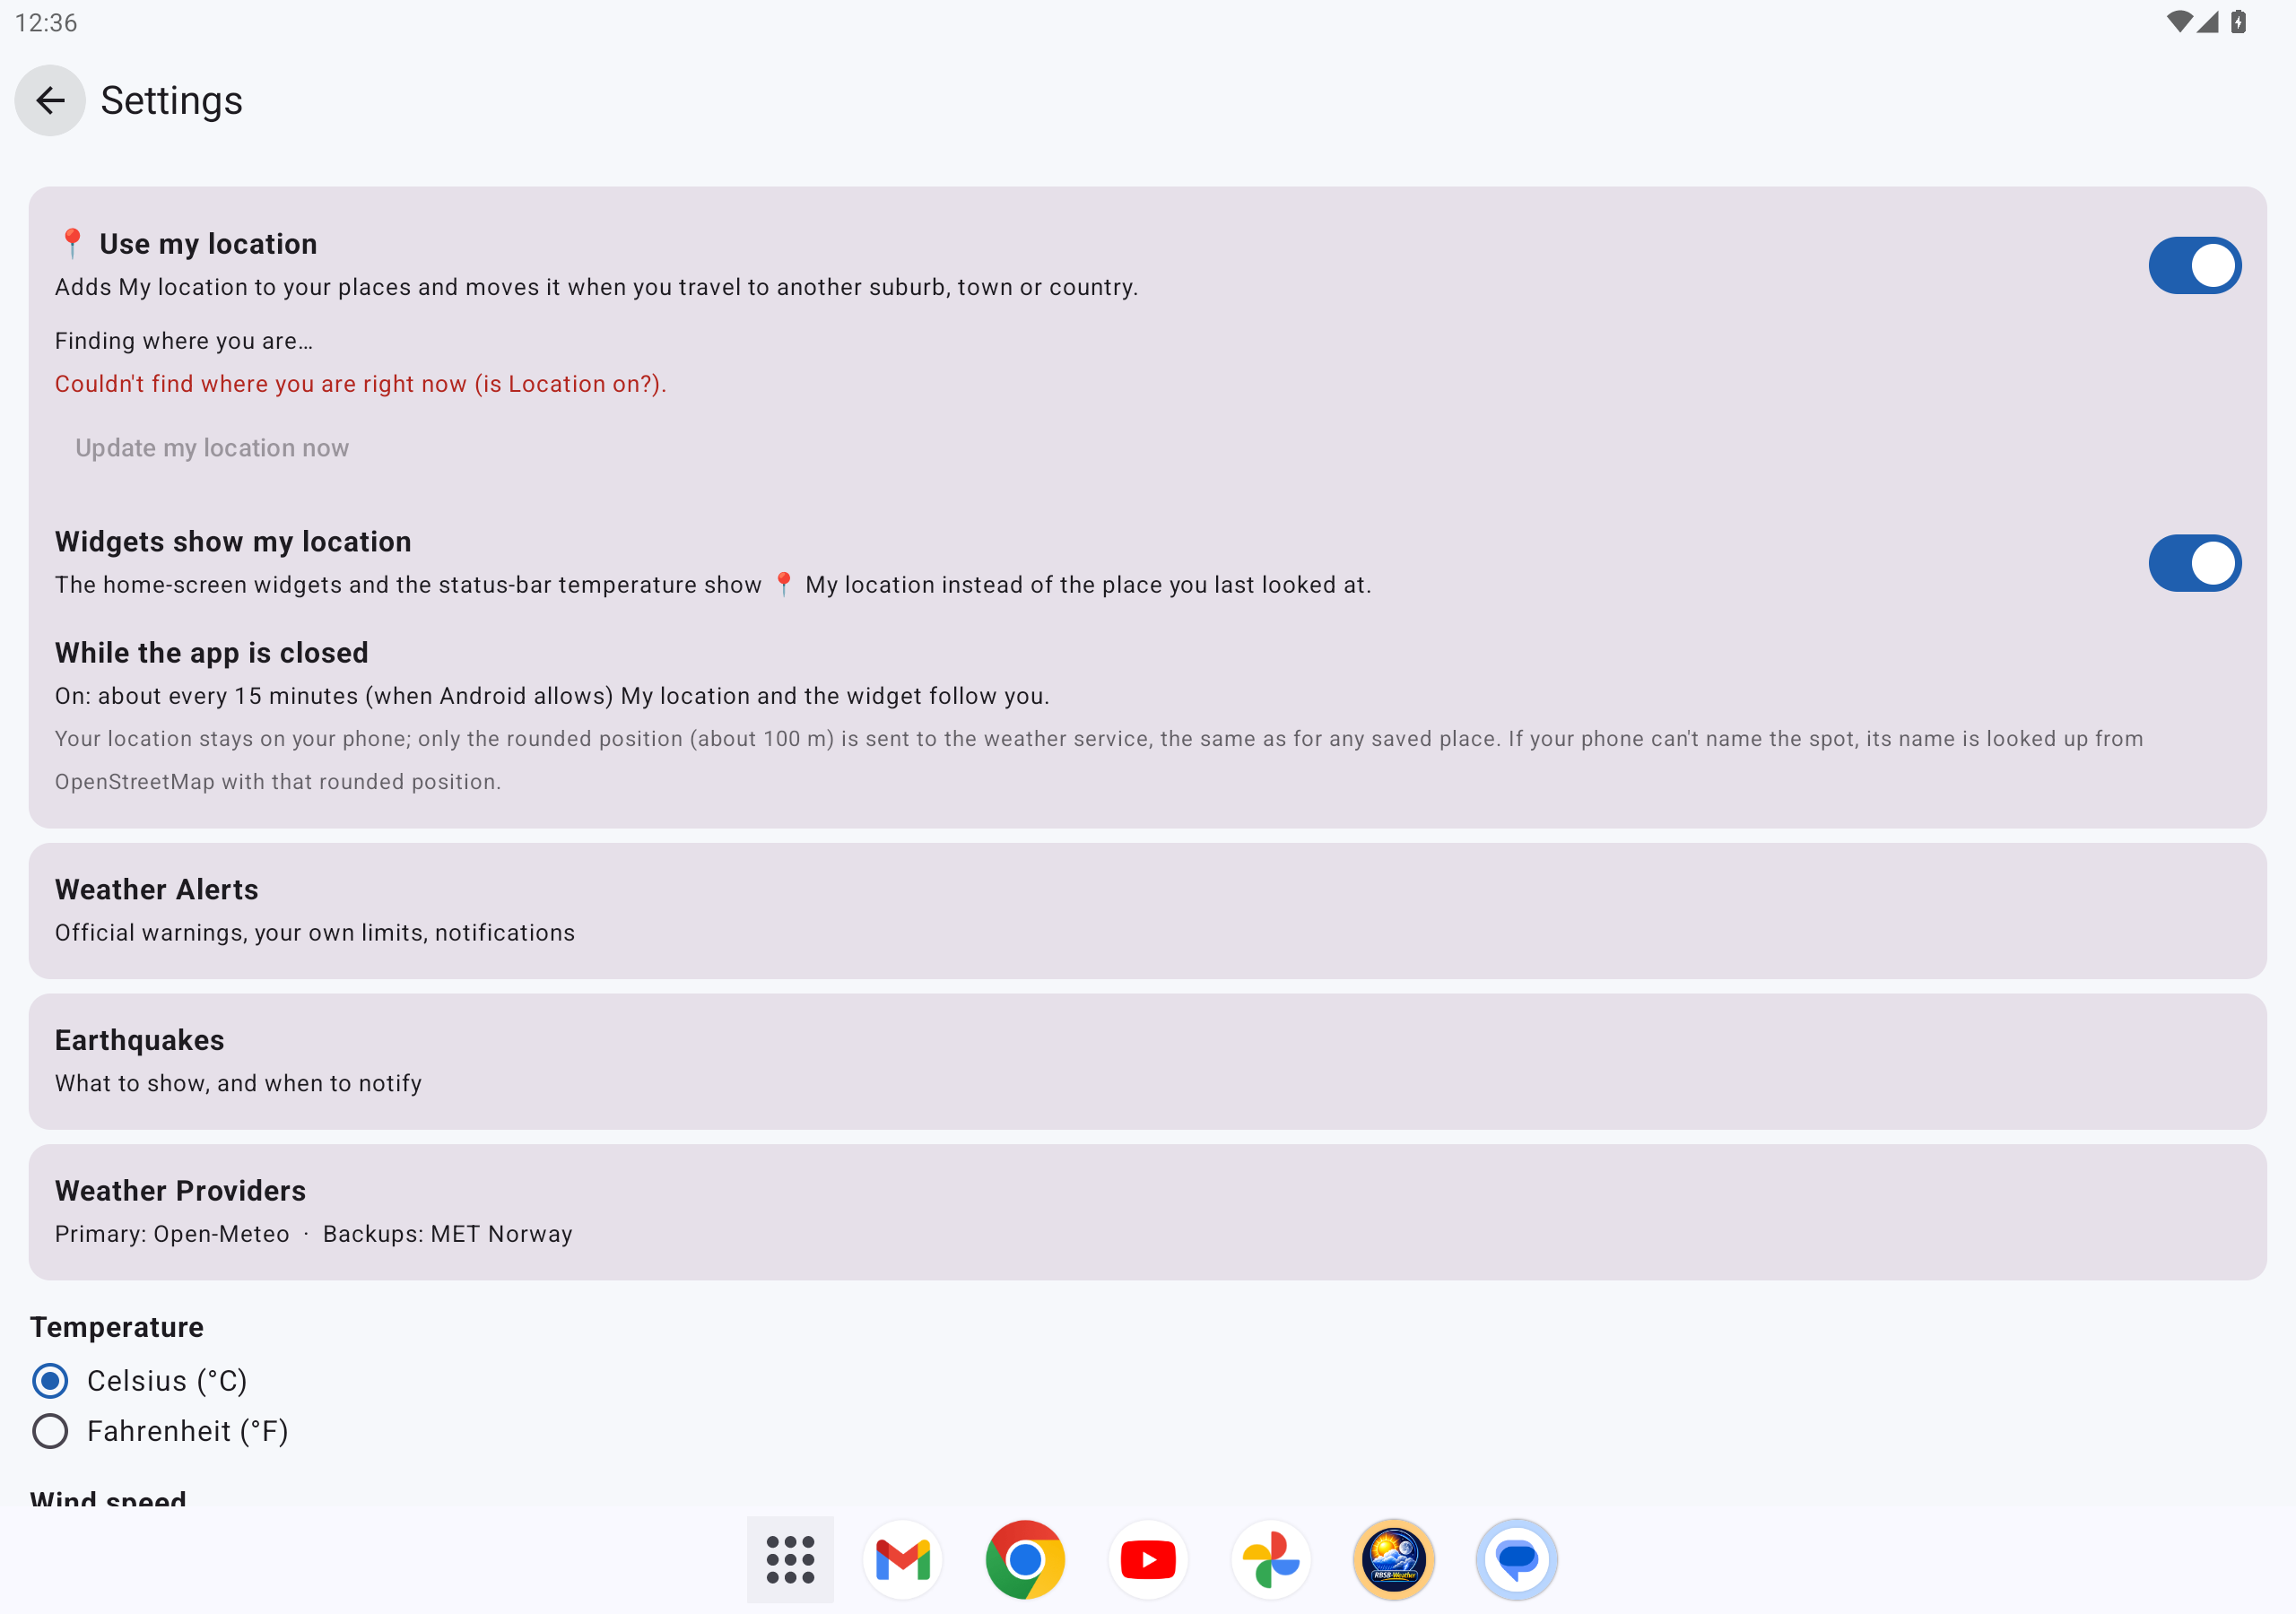 12:36
Settings
📍 Use my location
Adds My location to your places and moves it when you travel to another suburb, town or country.
Finding where you are…
Couldn't find where you are right now (is Location on?).
Update my location now
Widgets show my location
The home-screen widgets and the status-bar temperature show 📍 My location instead of the place you last looked at.
While the app is closed
On: about every 15 minutes (when Android allows) My location and the widget follow you.
Your location stays on your phone; only the rounded position (about 100 m) is sent to the weather service, the same as for any saved place. If your phone can't name the spot, its name is looked up from
OpenStreetMap with that rounded position.
Weather Alerts
Official warnings, your own limits, notifications
Earthquakes
What to show, and when to notify
Weather Providers
Primary: Open-Meteo · Backups: MET Norway
Temperature
Celsius (°C)
Fahrenheit (°F)
Wind speed
RBSB-Weather